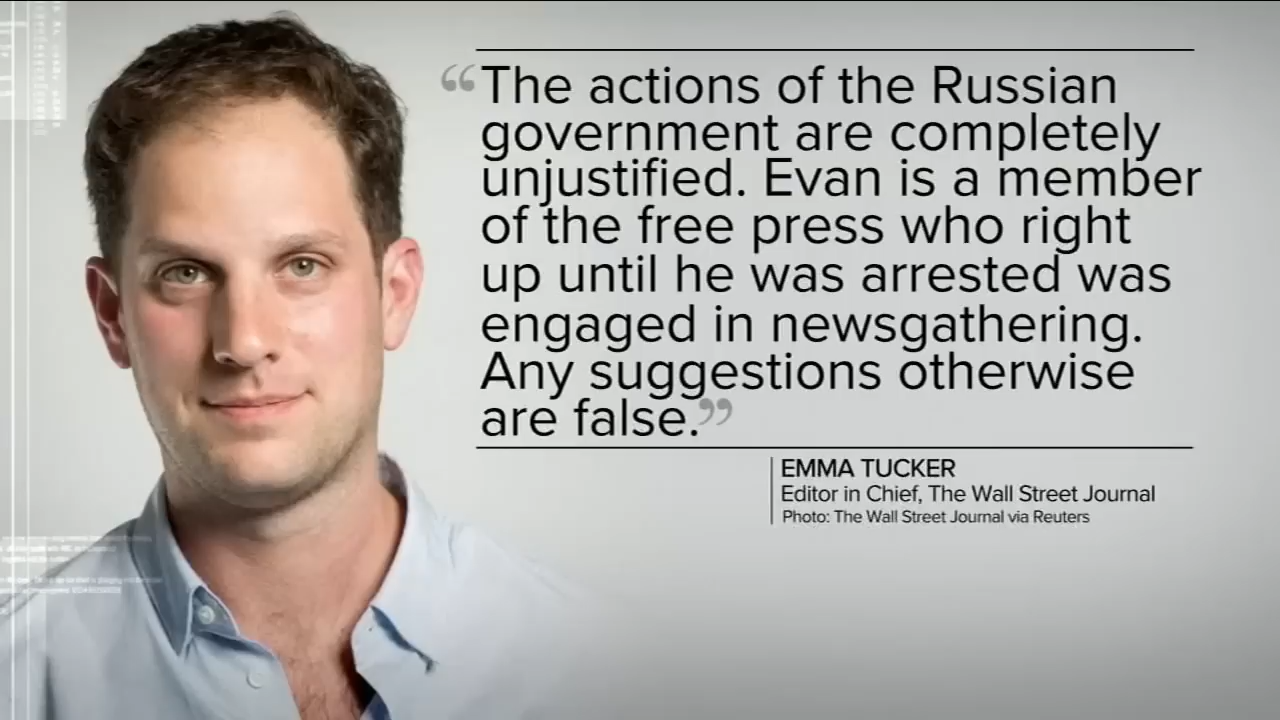 “The actions of the Russian
government are completely
unjustified. Evan is a member
of the free press who right
up until he was arrested was
engaged in newsgathering.
Any suggestions otherwise
are false.”
EMMA TUCKER
Editor in Chief, The Wall Street Journal
Photo: The Wall Street Journal via Reuters